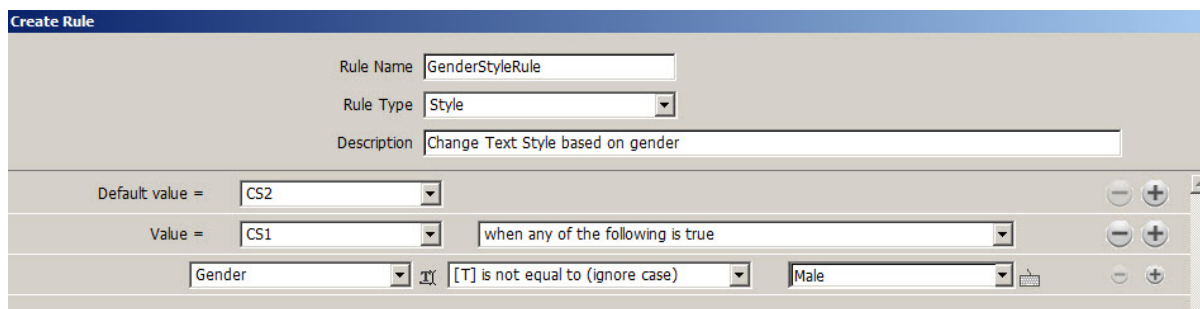 Create Rule
Rule Name GenderStyleRule
Rule Type Style
Description Change Text Style based on gender
Default value = CS2
Value = CS1 when any of the following is true
Gender T [T] is not equal to (ignore case) Male